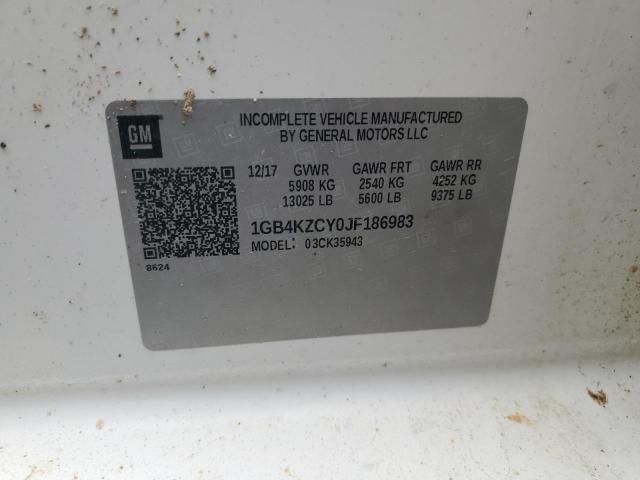 GM
INCOMPLETE VEHICLE MANUFACTURED
BY GENERAL MOTORS LLC
12/17 GVWR GAWR FRT GAWR RR
5908 KG 2540 KG 4252 KG
13025 LB 5600 LB 9375 LB
1GB4KZCY0JF186983
MODEL: 03CK35943
8624